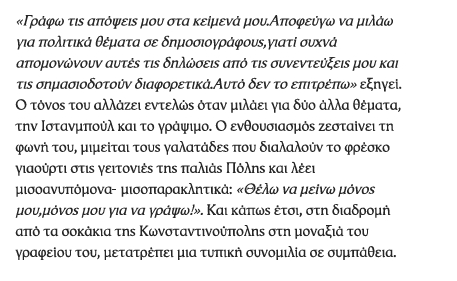 «Γράφω τις απόψεις μου στα κείμενά μου.Αποφεύγω να μιλάω
για πολιτικά θέματα σε δημοσιογράφους,γιατί συχνά
απομονώνουν αυτές τις δηλώσεις από τις συνεντεύξεις μου και
τις σημασιοδοτούν διαφορετικά.Αυτό δεν το επιτρέπω» εξηγεί.
Ο τόνος του αλλάζει εντελώς όταν μιλάει για δύο άλλα θέματα,
την Ιστανμπούλ και το γράψιμο. Ο ενθουσιασμός ζεσταίνει τη
φωνή του, μιμείται τους γαλατάδες που διαλαλούν το φρέσκο
γιαούρτι στις γειτονιές της παλιάς Πόλης και λέει
μισοανυπόμονα- μισοπαρακλητικά: «Θέλω να μείνω μόνος
μου,μόνος μου για να γράψω!». Και κάπως έτσι, στη διαδρομή
από τα σοκάκια της Κωνσταντινούπολης στη μοναξιά του
γραφείου του, μετατρέπει μια τυπική συνομιλία σε συμπάθεια.